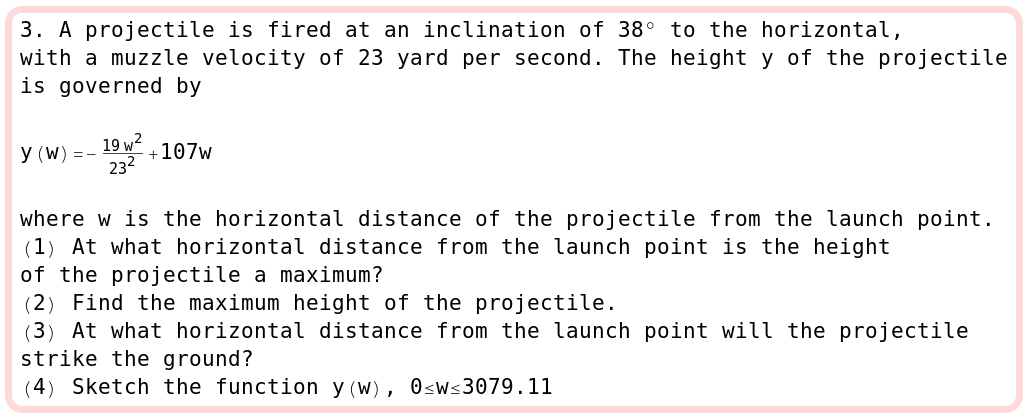 3. A projectile is fired at an inclination of 38° to the horizontal,
with a muzzle velocity of 23 yard per second. The height y of the projectile
is governed by
y(w)=-\frac{19w^2}{23^2}+107w
where w is the horizontal distance of the projectile from the launch point.
(1) At what horizontal distance from the launch point is the height
of the projectile a maximum?
(2) Find the maximum height of the projectile.
(3) At what horizontal distance from the launch point will the projectile
strike the ground?
(4) Sketch the function y(w), 0≤w≤3079.11